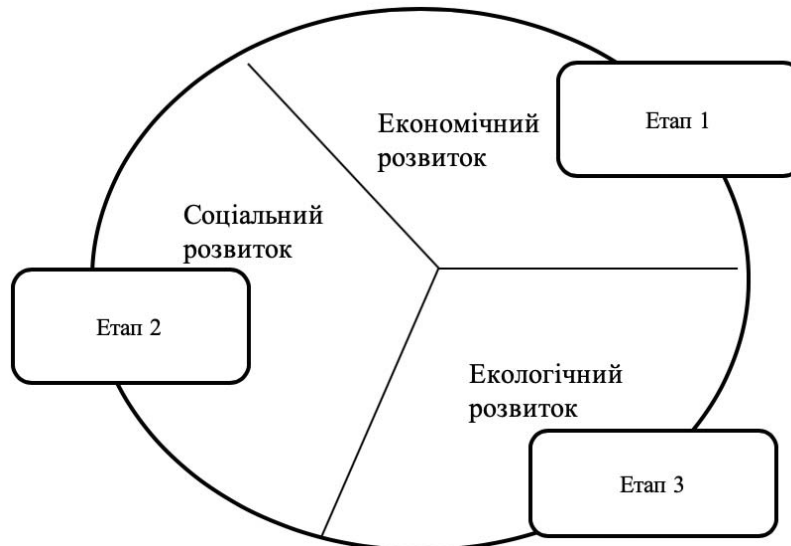 Етап 1
Економічний
розвиток
Соціальний
розвиток
Етап 2
Екологічний
розвиток
Етап 3